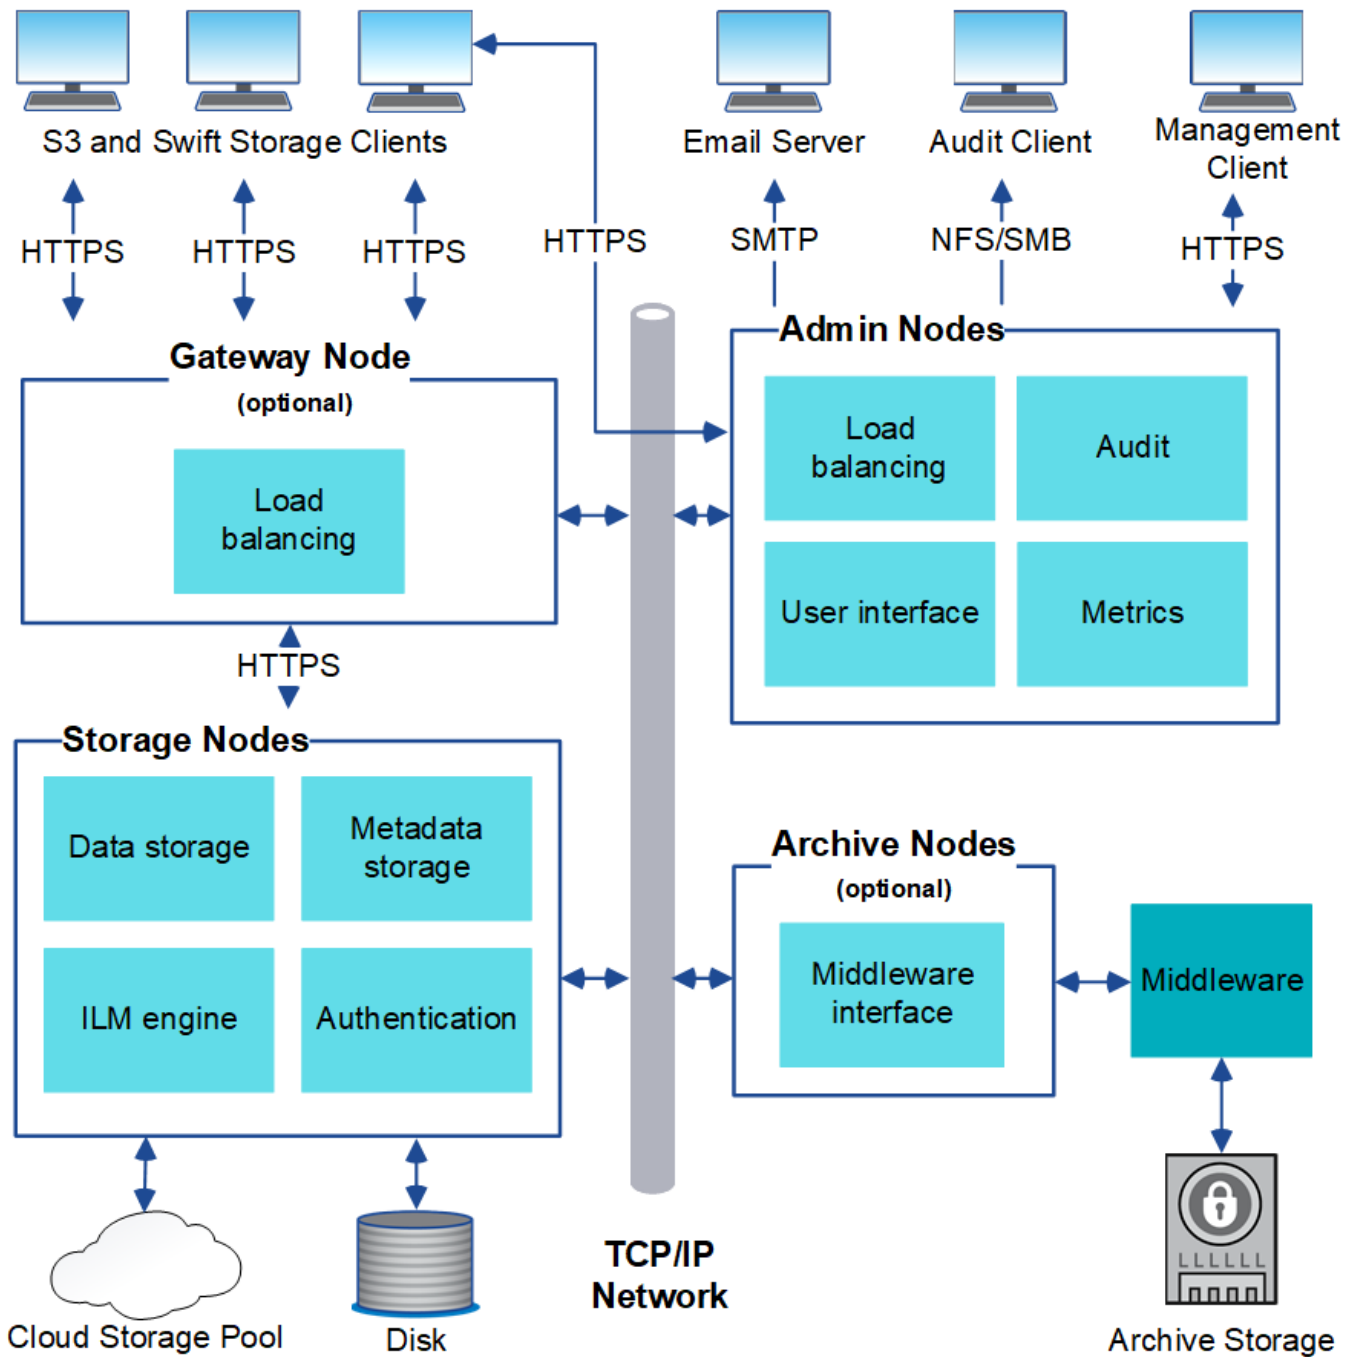 S3 and Swift Storage Clients
Email Server
Audit Client
Management
Client
HTTPS
HTTPS
HTTPS
HTTPS
SMTP
NFS/SMB
HTTPS
Gateway Node
(optional)
Load
balancing
Admin Nodes
Load
balancing
Audit
User interface
Metrics
HTTPS
Storage Nodes
Data storage
Metadata
storage
ILM engine
Authentication
Archive Nodes
(optional)
Middleware
interface
Middleware
Cloud Storage Pool
Disk
TCP/IP
Network
LLLLLL
Archive Storage